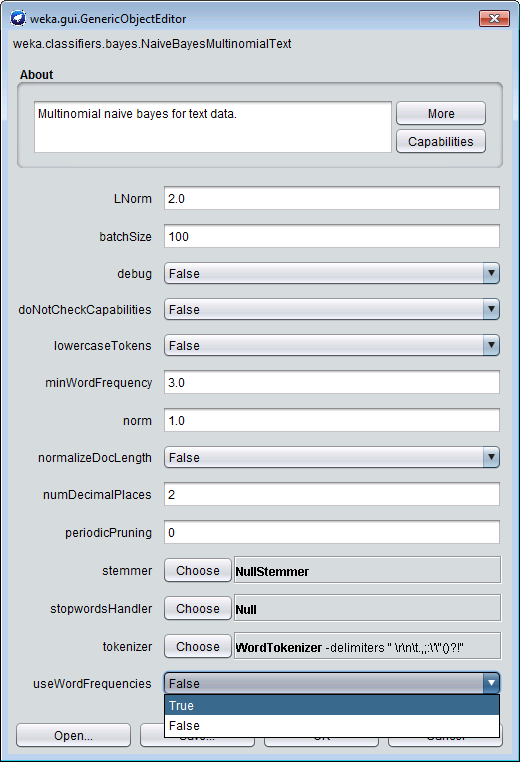 weka.gui.GenericObjectEditor
weka.classifiers.bayes.NaiveBayesMultinomialText
About
Multinomial naive bayes for text data.
More
Capabilities
LNorm 2.0
batchSize 100
debug False
doNotCheckCapabilities False
lowercaseTokens False
minWordFrequency 3.0
norm 1.0
normalizeDocLength False
numDecimalPlaces 2
periodicPruning 0
stemmer Choose NullStemmer
stopwordsHandler Choose Null
tokenizer Choose WordTokenizer -delimiters " \r\n\t.,;:\'\"()?!"
useWordFrequencies False
True
False
Open... Save... OK Cancel